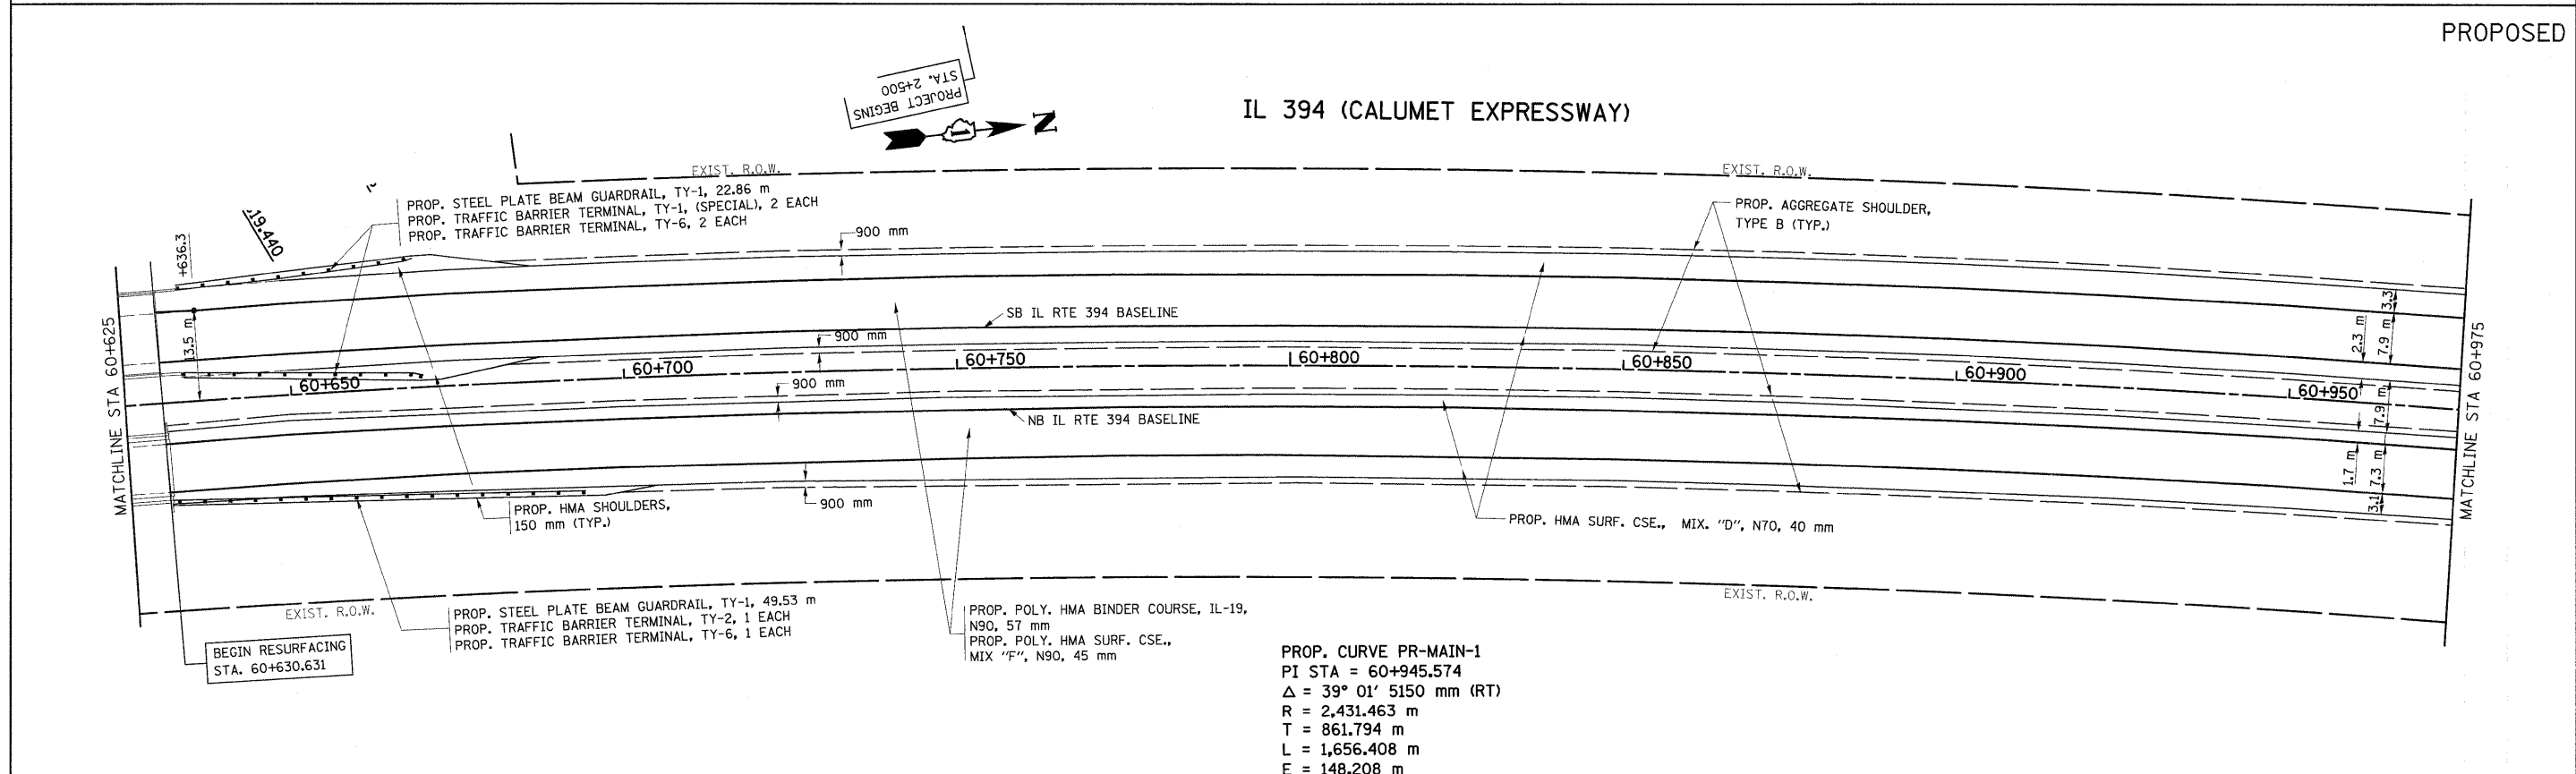 PROPOSED
PROJECT BEGINS
STA. 2+500
IL 394 (CALUMET EXPRESSWAY)
N
EXIST. R.O.W.
EXIST. R.O.W.
PROP. STEEL PLATE BEAM GUARDRAIL, TY-1, 22.86 m
PROP. TRAFFIC BARRIER TERMINAL, TY-1, (SPECIAL), 2 EACH
PROP. TRAFFIC BARRIER TERMINAL, TY-6, 2 EACH
PROP. AGGREGATE SHOULDER,
TYPE B (TYP.)
19.440
+636.3
900 mm
MATCHLINE STA 60+625
13.5 m
SB IL RTE 394 BASELINE
900 mm
60+650
60+700
60+750
60+800
60+850
60+900
60+950
900 mm
NB IL RTE 394 BASELINE
3.3
2.3 m
7.9 m
7.9 m
1.7 m
7.3 m
3.1
MATCHLINE STA 60+975
900 mm
PROP. HMA SHOULDERS,
150 mm (TYP.)
PROP. HMA SURF. CSE., MIX. "D", N70, 40 mm
EXIST. R.O.W.
EXIST. R.O.W.
PROP. STEEL PLATE BEAM GUARDRAIL, TY-1, 49.53 m
PROP. TRAFFIC BARRIER TERMINAL, TY-2, 1 EACH
PROP. TRAFFIC BARRIER TERMINAL, TY-6, 1 EACH
PROP. POLY. HMA BINDER COURSE, IL-19,
N90, 57 mm
PROP. POLY. HMA SURF. CSE.,
MIX "F", N90, 45 mm
BEGIN RESURFACING
STA. 60+630.631
PROP. CURVE PR-MAIN-1
PI STA = 60+945.574
Δ = 39° 01' 5150 mm (RT)
R = 2,431.463 m
T = 861.794 m
L = 1,656.408 m
E = 148.208 m